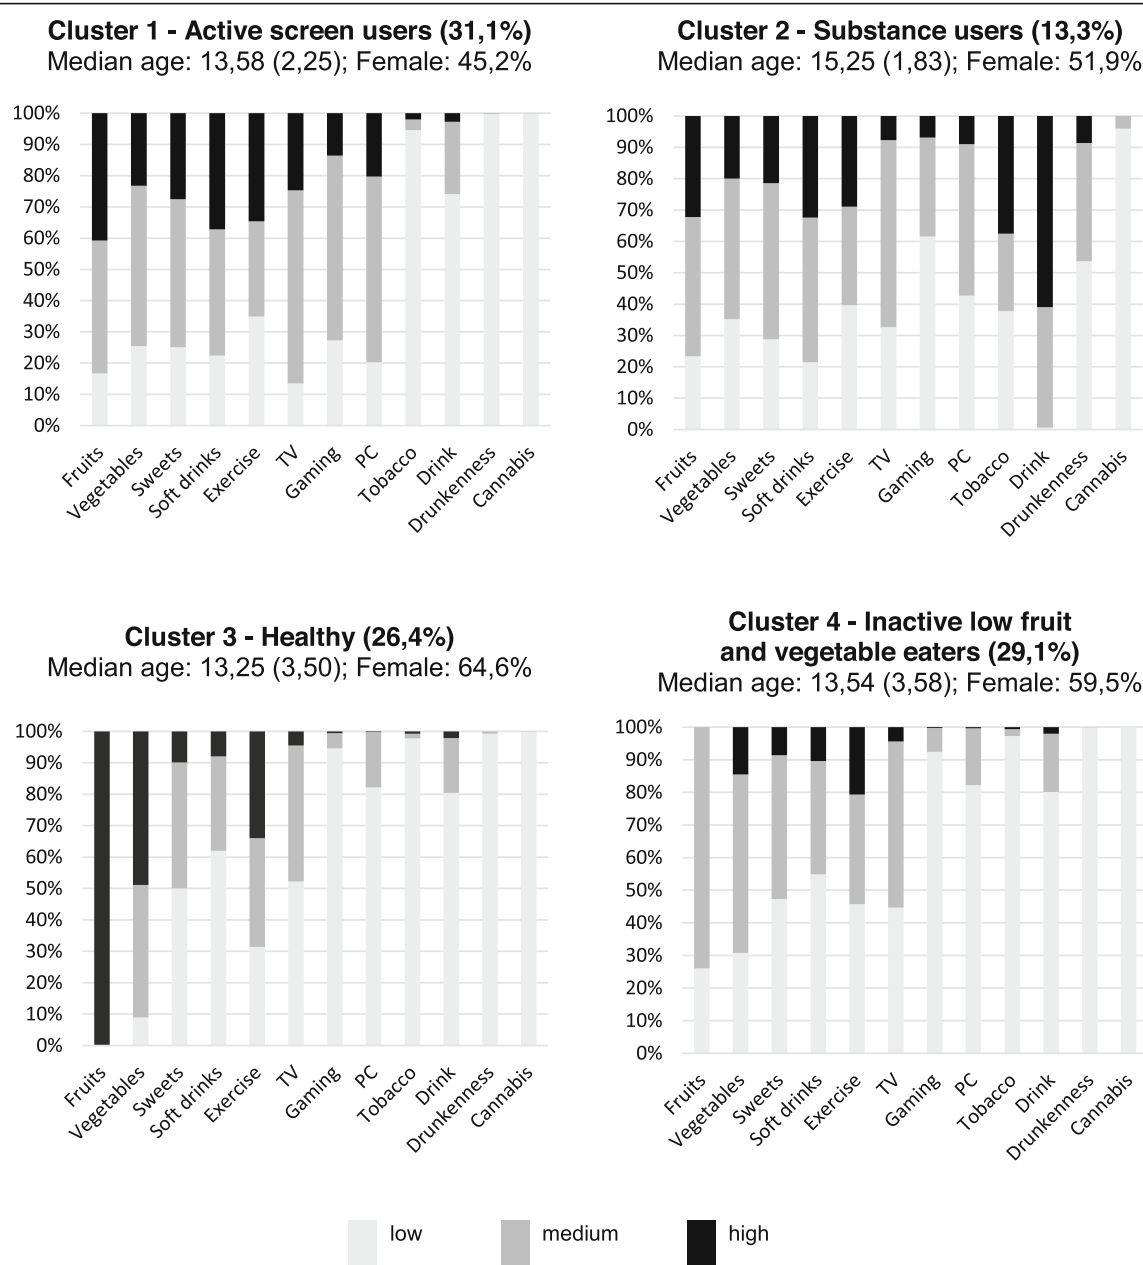 Cluster 1 - Active screen users (31,1%)
Median age: 13,58 (2,25); Female: 45,2%
100%
90%
80%
70%
60%
50%
40%
30%
20%
10%
0%
Fruits
Vegetables
Sweets
Soft drinks
Exercise
TV
Gaming
PC
Tobacco
Drink
Drunkenness
Cannabis
Cluster 2 - Substance users (13,3%)
Median age: 15,25 (1,83); Female: 51,9%
100%
90%
80%
70%
60%
50%
40%
30%
20%
10%
0%
Fruits
Vegetables
Sweets
Soft drinks
Exercise
TV
Gaming
PC
Tobacco
Drink
Drunkenness
Cannabis
Cluster 3 - Healthy (26,4%)
Median age: 13,25 (3,50); Female: 64,6%
100%
90%
80%
70%
60%
50%
40%
30%
20%
10%
0%
Fruits
Vegetables
Sweets
Soft drinks
Exercise
TV
Gaming
PC
Tobacco
Drink
Drunkenness
Cannabis
Cluster 4 - Inactive low fruit
and vegetable eaters (29,1%)
Median age: 13,54 (3,58); Female: 59,5%
100%
90%
80%
70%
60%
50%
40%
30%
20%
10%
0%
Fruits
Vegetables
Sweets
Soft drinks
Exercise
TV
Gaming
PC
Tobacco
Drink
Drunkenness
Cannabis
low
medium
high